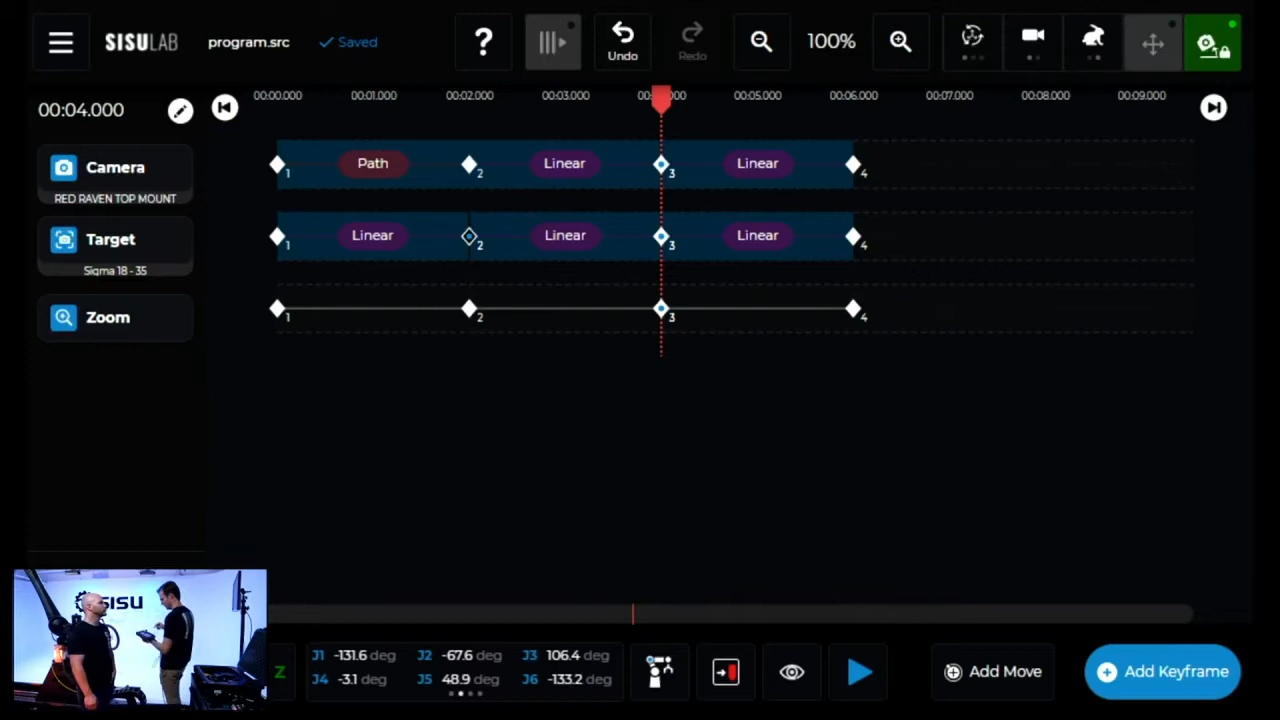 SISULAB program.src Saved ? Undo Redo 100%
00:04.000 00:00.000 00:01.000 00:02.000 00:03.000 00:05.000 00:06.000 00:07.000 00:08.000 00:09.000
Camera Path Linear Linear
1 2 3 4
RED RAVEN TOP MOUNT
Target Linear Linear Linear
1 2 3 4
Sigma 18 - 35
Zoom
1 2 3 4
SISU
Z
J1 -131.6 deg J2 -67.6 deg J3 106.4 deg
J4 -3.1 deg J5 48.9 deg J6 -133.2 deg
Add Move
Add Keyframe